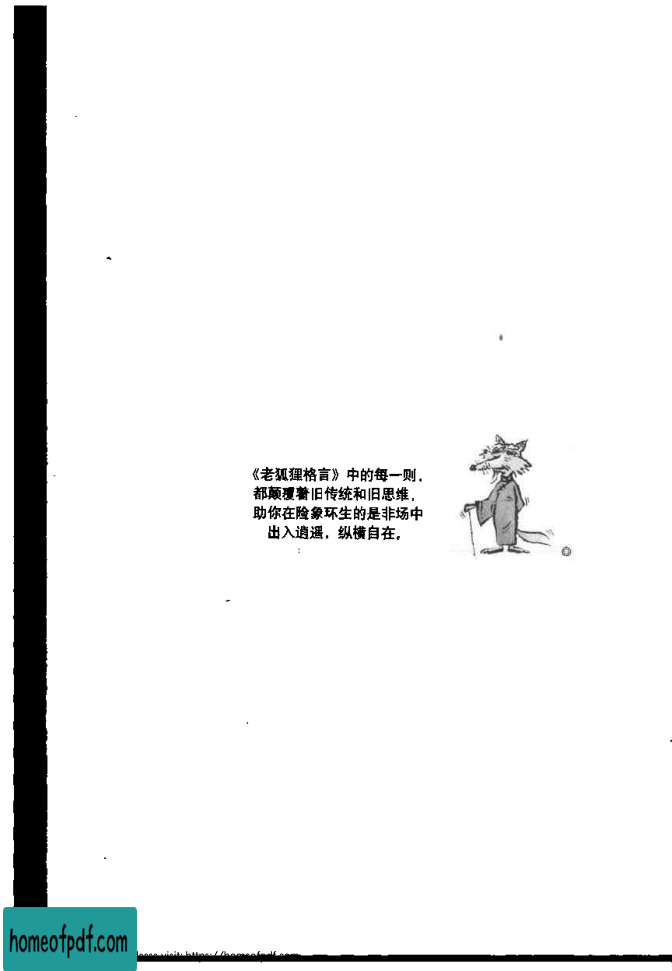 《老狐狸格言》中的每一则，
都颠覆着旧传统和旧思维，
助你在险象环生的是非场中
出入逍遥，纵横自在。
homeofpdf.com
please visit: https://homeofpdf.com